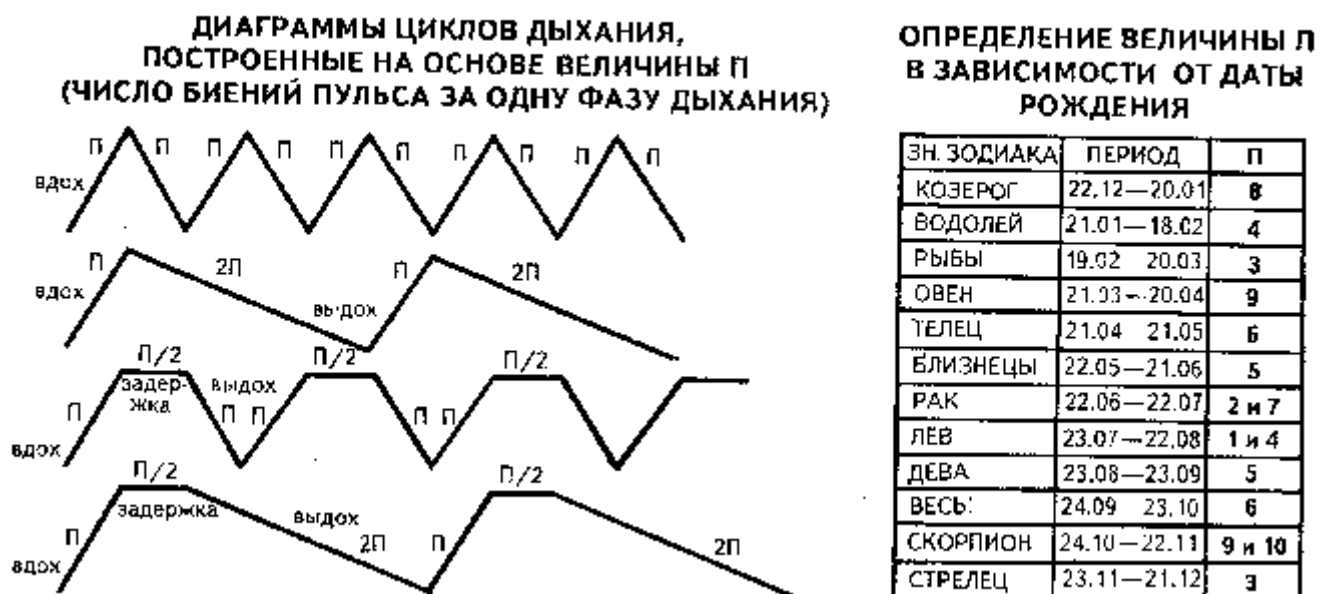 ДИАГРАММЫ ЦИКЛОВ ДЫХАНИЯ,
ПОСТРОЕННЫЕ НА ОСНОВЕ ВЕЛИЧИНЫ П
(ЧИСЛО БИЕНИЙ ПУЛЬСА ЗА ОДНУ ФАЗУ ДЫХАНИЯ)
П П П П П П П П П П
вдох
П 2П П 2П
вдох выдох
П/2 П/2 П/2
задер- выдох
жка
П П П П П
вдох
П/2 П/2
задержка выдох
П 2П П 2П
вдох
ОПРЕДЕЛЕНИЕ ВЕЛИЧИНЫ П
В ЗАВИСИМОСТИ ОТ ДАТЫ
РОЖДЕНИЯ
ЗН. ЗОДИАКА ПЕРИОД П
КОЗЕРОГ 22.12—20.01 8
ВОДОЛЕЙ 21.01—18.02 4
РЫБЫ 19.02 20.03 3
ОВЕН 21.03—20.04 9
ТЕЛЕЦ 21.04 21.05 6
БЛИЗНЕЦЫ 22.05—21.06 5
РАК 22.06—22.07 2 и 7
ЛЕВ 23.07—22.08 1 и 4
ДЕВА 23.08—23.09 5
ВЕСЫ 24.09 23.10 6
СКОРПИОН 24.10—22.11 9 и 10
СТРЕЛЕЦ 23.11—21.12 3